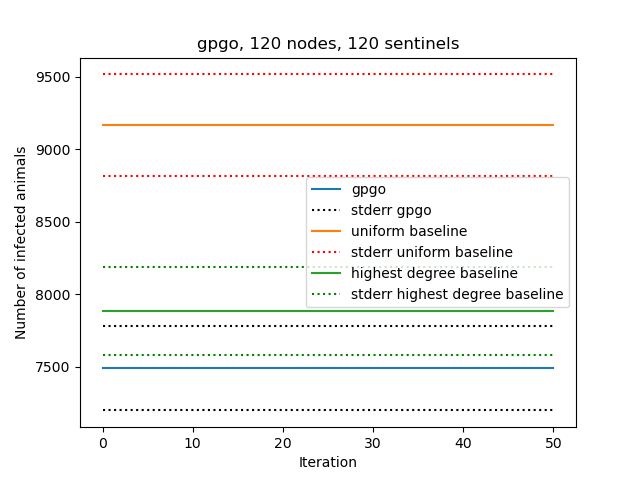 gpgo, 120 nodes, 120 sentinels
Number of infected animals
9500
9000
8500
8000
7500
gpgo
stderr gpgo
uniform baseline
stderr uniform baseline
highest degree baseline
stderr highest degree baseline
0 10 20 30 40 50
Iteration